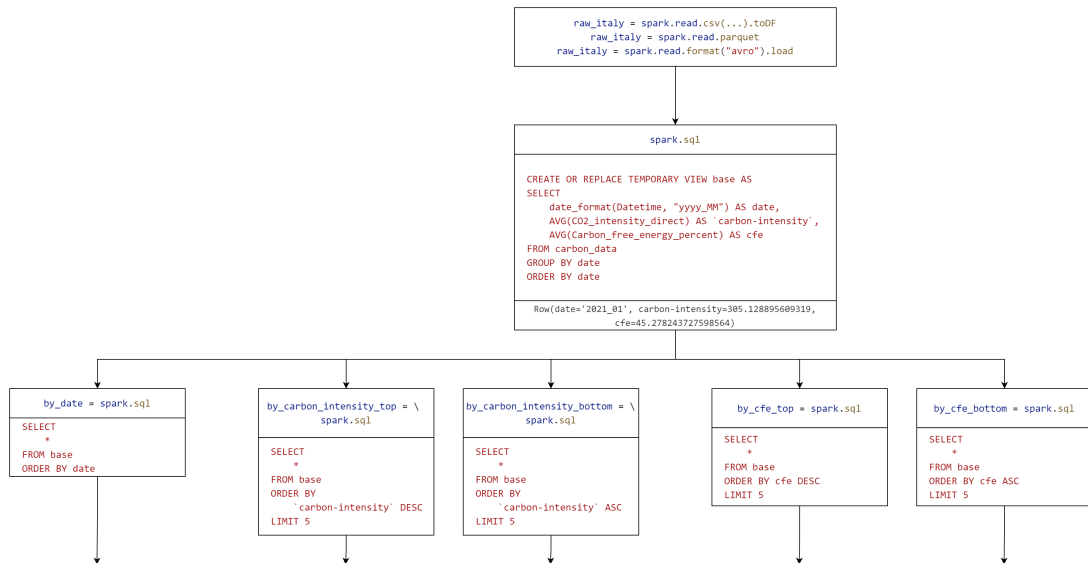 raw_italy = spark.read.csv(...).toDF
raw_italy = spark.read.parquet
raw_italy = spark.read.format("avro").load
spark.sql
CREATE OR REPLACE TEMPORARY VIEW base AS
SELECT
    date_format(Datetime, "yyyy_MM") AS date,
    AVG(CO2_intensity_direct) AS `carbon-intensity`,
    AVG(Carbon_free_energy_percent) AS cfe
FROM carbon_data
GROUP BY date
ORDER BY date
Row(date='2021_01', carbon-intensity=305.128895609319,
cfe=45.278243727598564)
by_date = spark.sql
SELECT
    *
FROM base
ORDER BY date
by_carbon_intensity_top = \
spark.sql
SELECT
    *
FROM base
ORDER BY
    `carbon-intensity` DESC
LIMIT 5
by_carbon_intensity_bottom = \
spark.sql
SELECT
    *
FROM base
ORDER BY
    `carbon-intensity` ASC
LIMIT 5
by_cfe_top = spark.sql
SELECT
    *
FROM base
ORDER BY cfe DESC
LIMIT 5
by_cfe_bottom = spark.sql
SELECT
    *
FROM base
ORDER BY cfe ASC
LIMIT 5